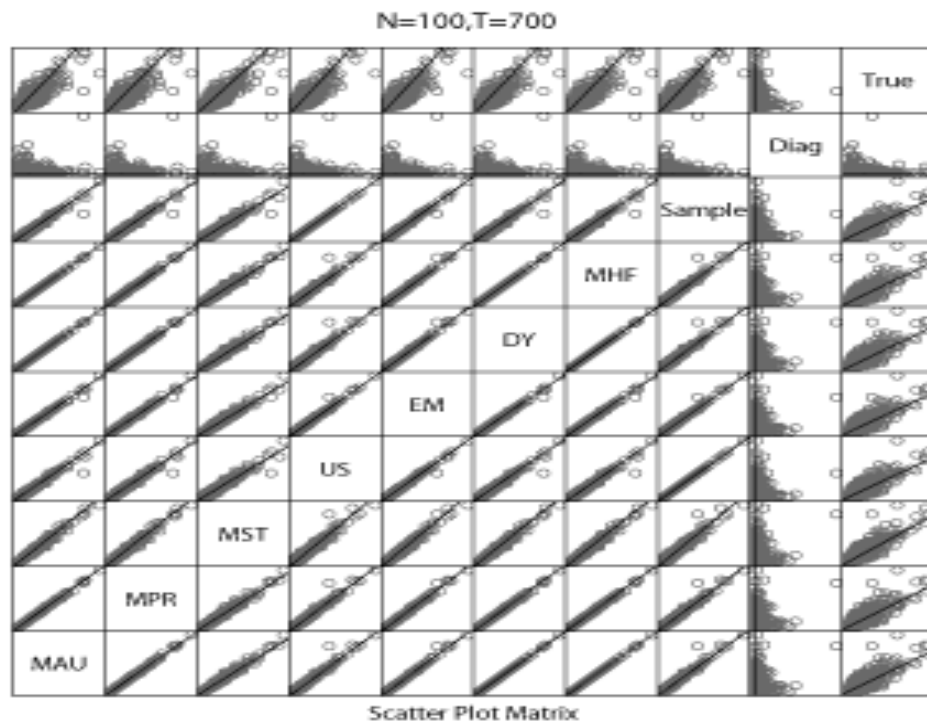 N=100,T=700
True
Diag
Sample
MHF
DY
EM
US
MST
MPR
MAU
Scatter Plot Matrix